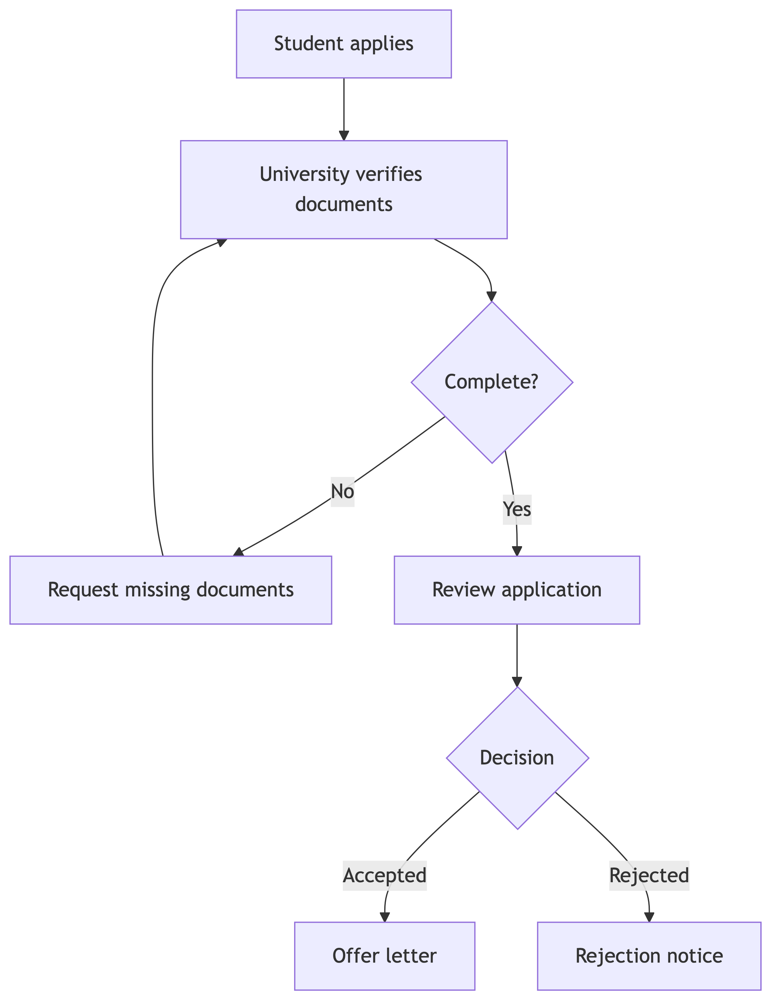 Student applies
University verifies
documents
Complete?
No
Yes
Request missing documents
Review application
Decision
Accepted
Rejected
Offer letter
Rejection notice